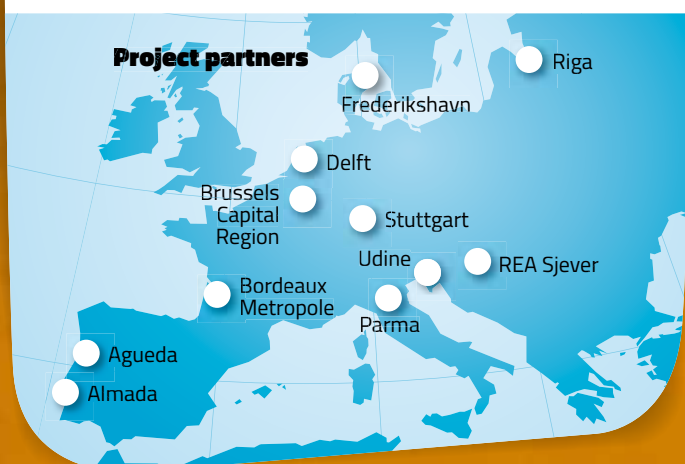 Project partners
Riga
Frederikshavn
Delft
Brussels
Capital
Region
Stuttgart
Udine
REA Sjever
Bordeaux
Metropole
Parma
Agueda
Almada